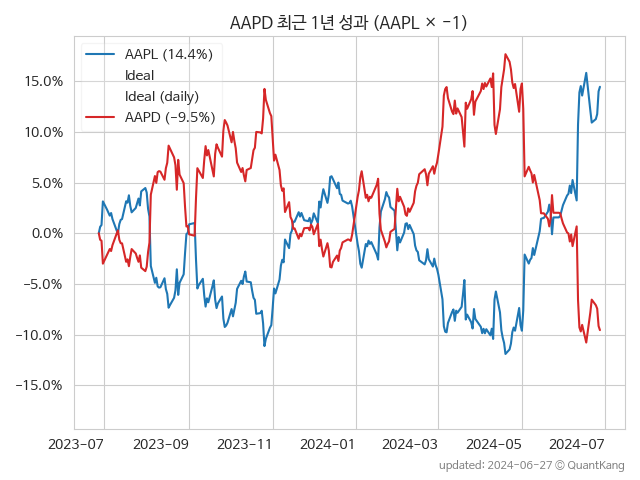 AAPD 최근 1년 성과 (AAPL × −1)
AAPL (14.4%)
Ideal
Ideal (daily)
AAPD (−9.5%)
15.0%
10.0%
5.0%
0.0%
−5.0%
−10.0%
−15.0%
2023-07 2023-09 2023-11 2024-01 2024-03 2024-05 2024-07
updated: 2024-06-27 © QuantKang